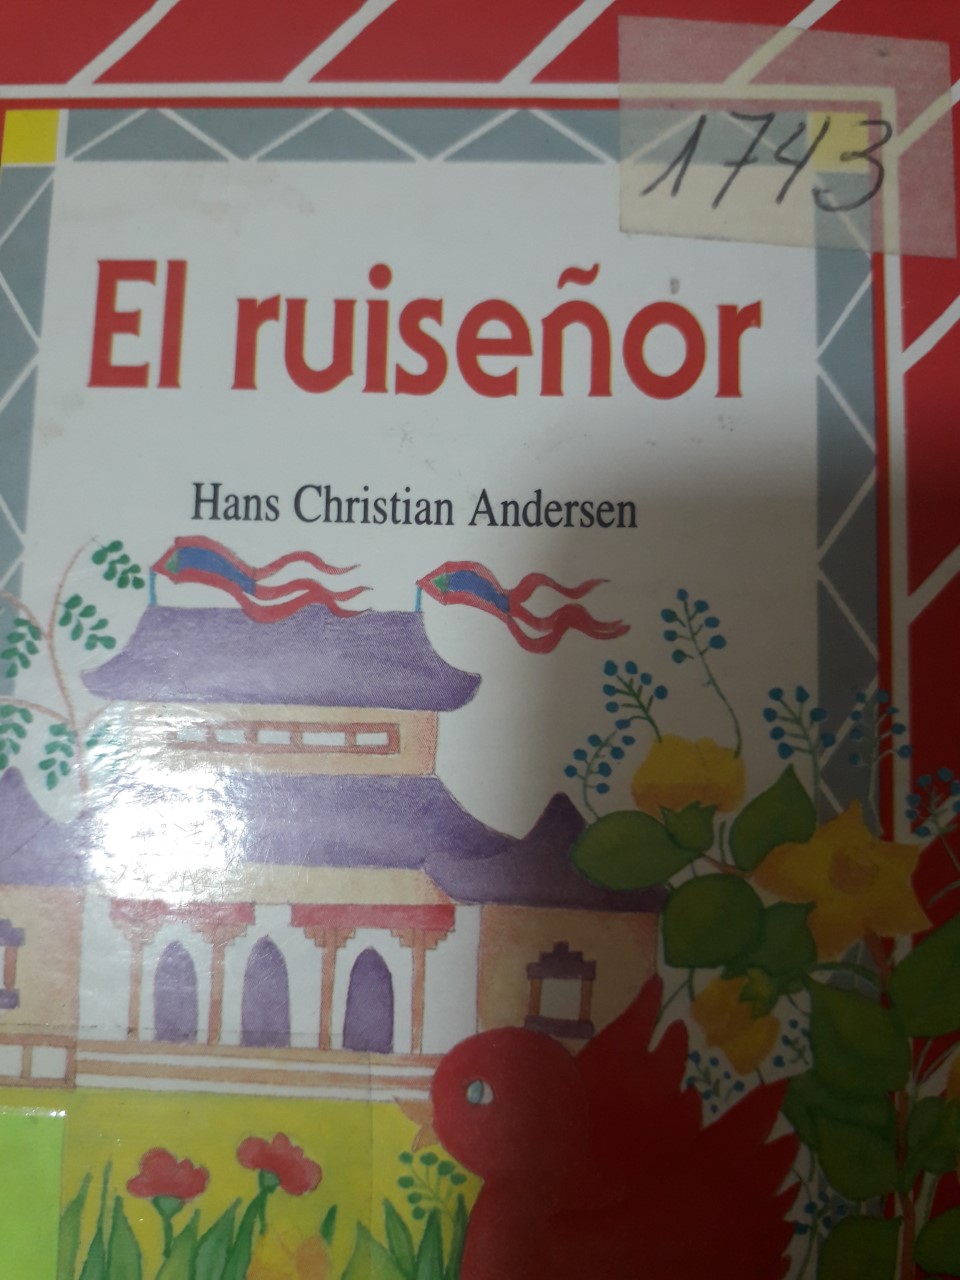 1743
El ruiseñor
Hans Christian Andersen